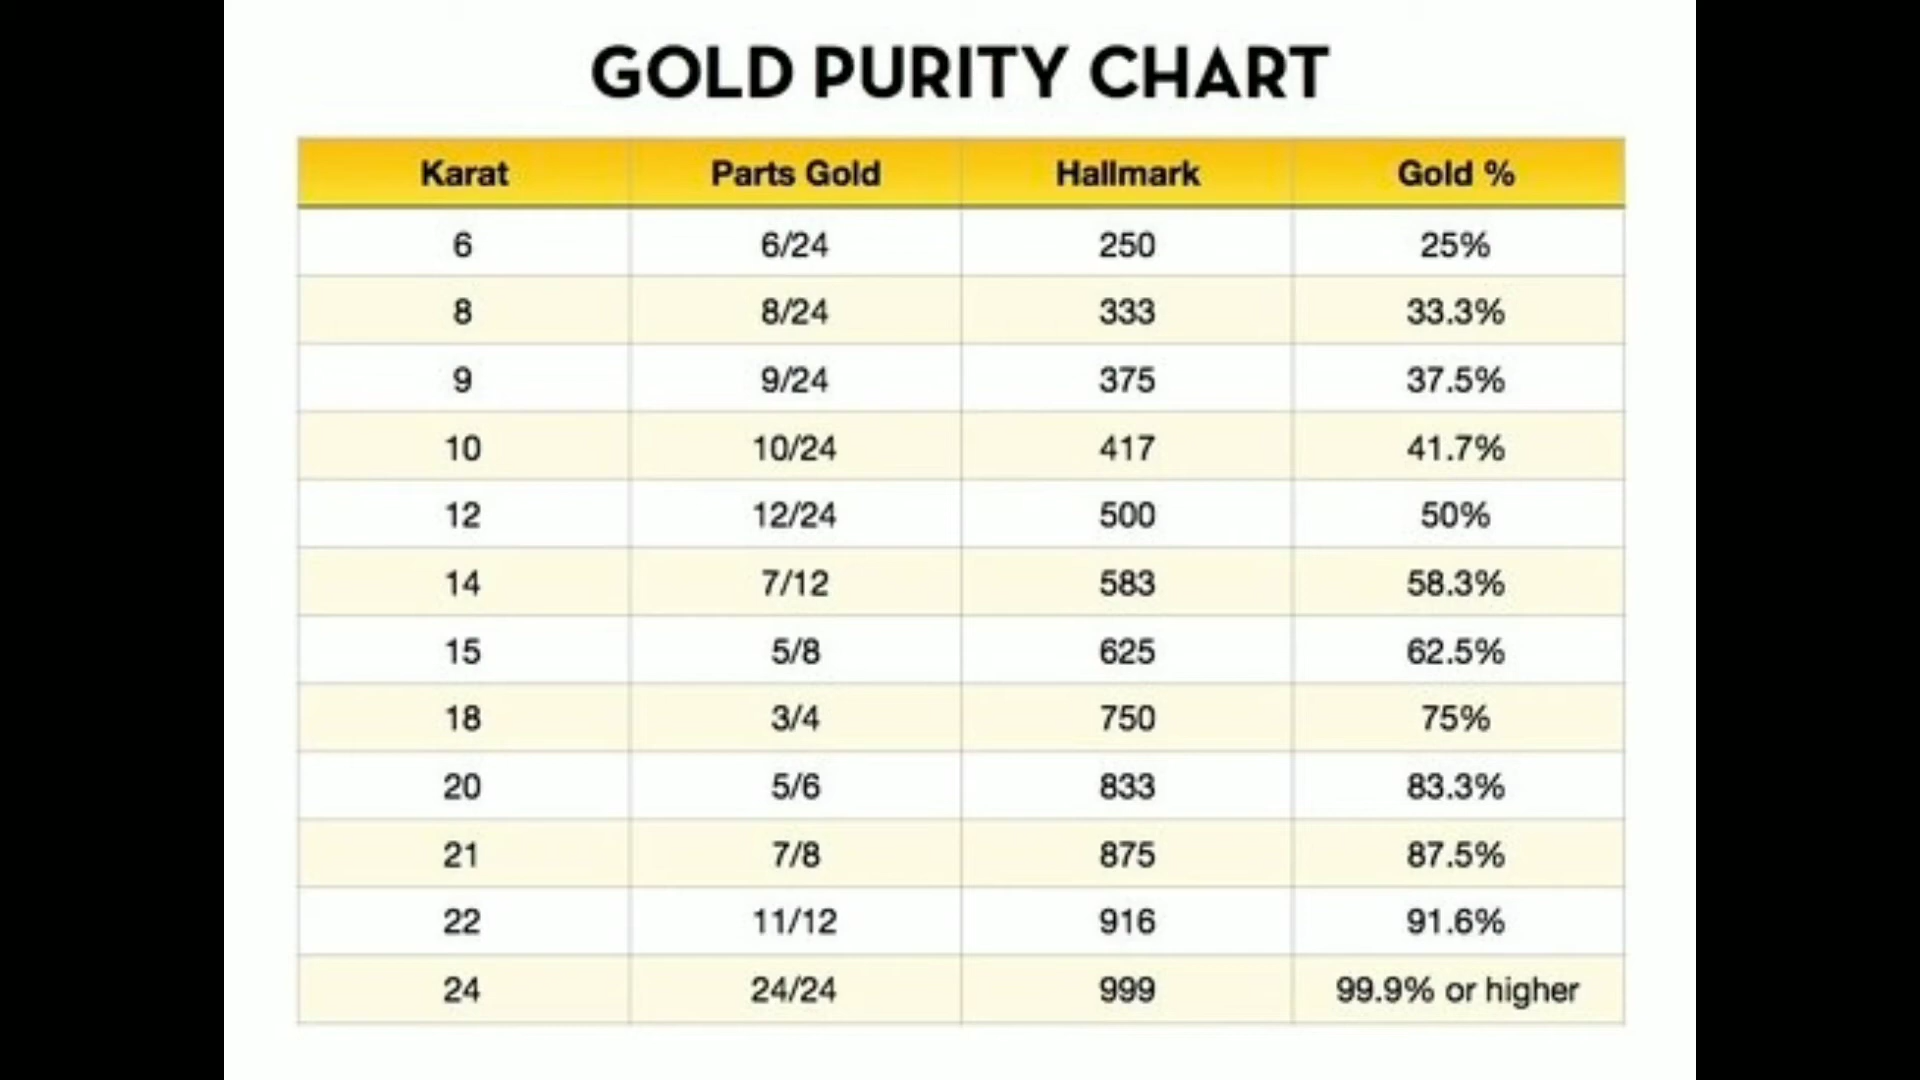 GOLD PURITY CHART
Karat Parts Gold Hallmark Gold %
6 6/24 250 25%
8 8/24 333 33.3%
9 9/24 375 37.5%
10 10/24 417 41.7%
12 12/24 500 50%
14 7/12 583 58.3%
15 5/8 625 62.5%
18 3/4 750 75%
20 5/6 833 83.3%
21 7/8 875 87.5%
22 11/12 916 91.6%
24 24/24 999 99.9% or higher